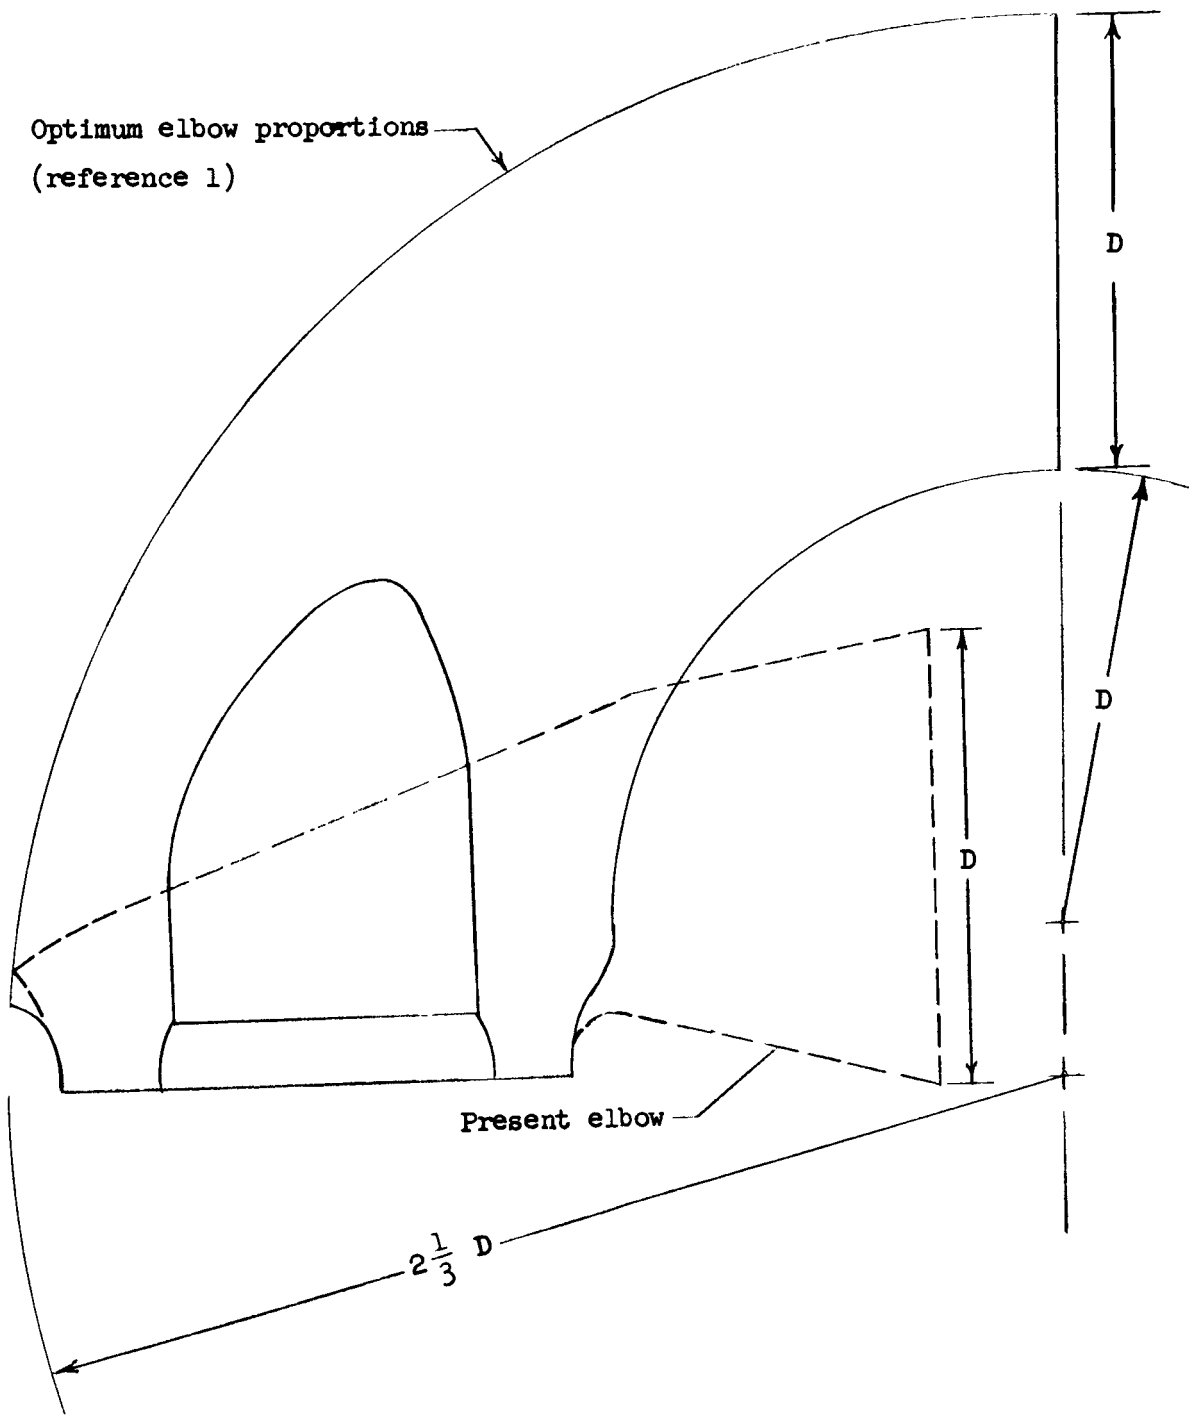 Optimum elbow proportions
(reference 1)
D
D
D
Present elbow
2 1/3 D